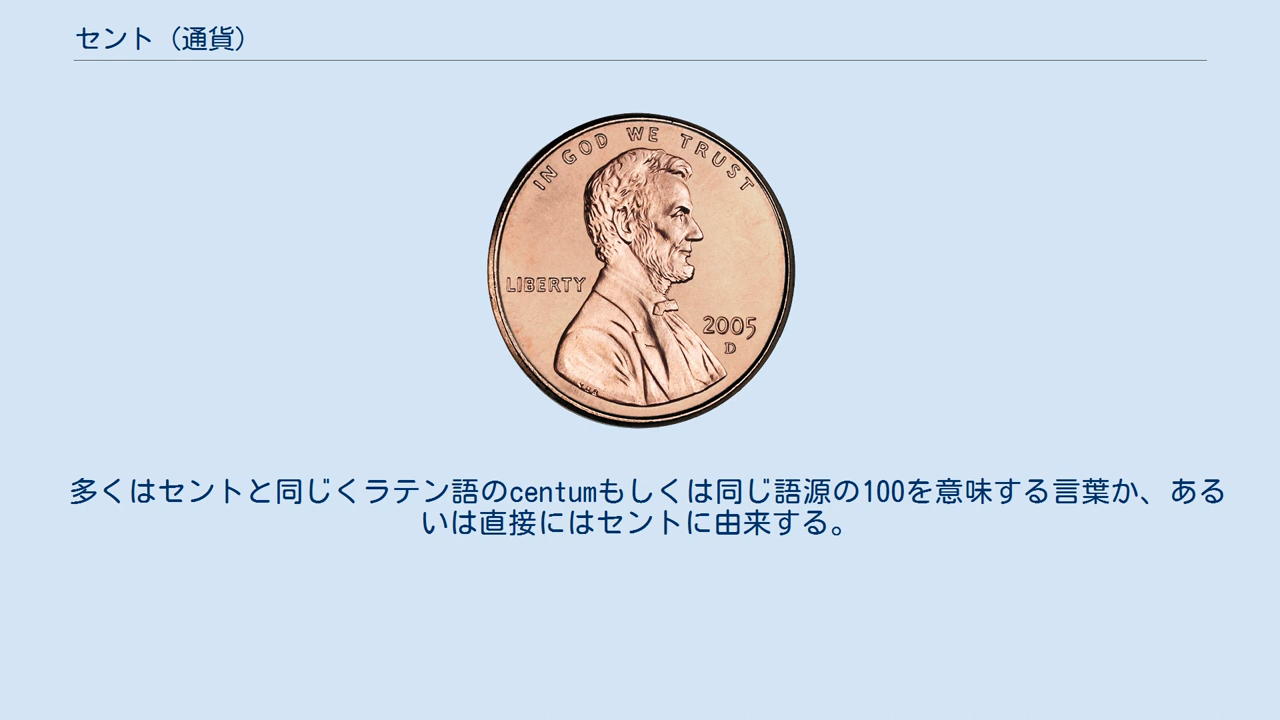 セント（通貨）
IN GOD WE TRUST
LIBERTY
2005
D
多くはセントと同じくラテン語のcentumもしくは同じ語源の100を意味する言葉か、ある
いは直接にはセントに由来する。